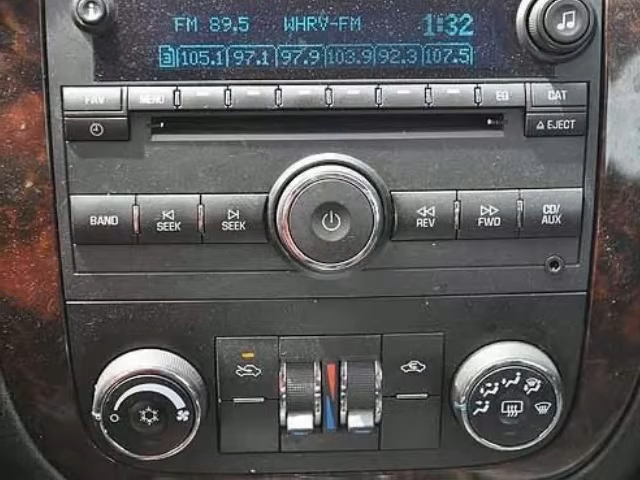 FM 89.5 WHRV-FM 1:32
3 105.1 97.1 97.9 103.9 92.3 107.5
FAV MENU EQ CAT
EJECT
BAND SEEK SEEK REV FWD CD/AUX